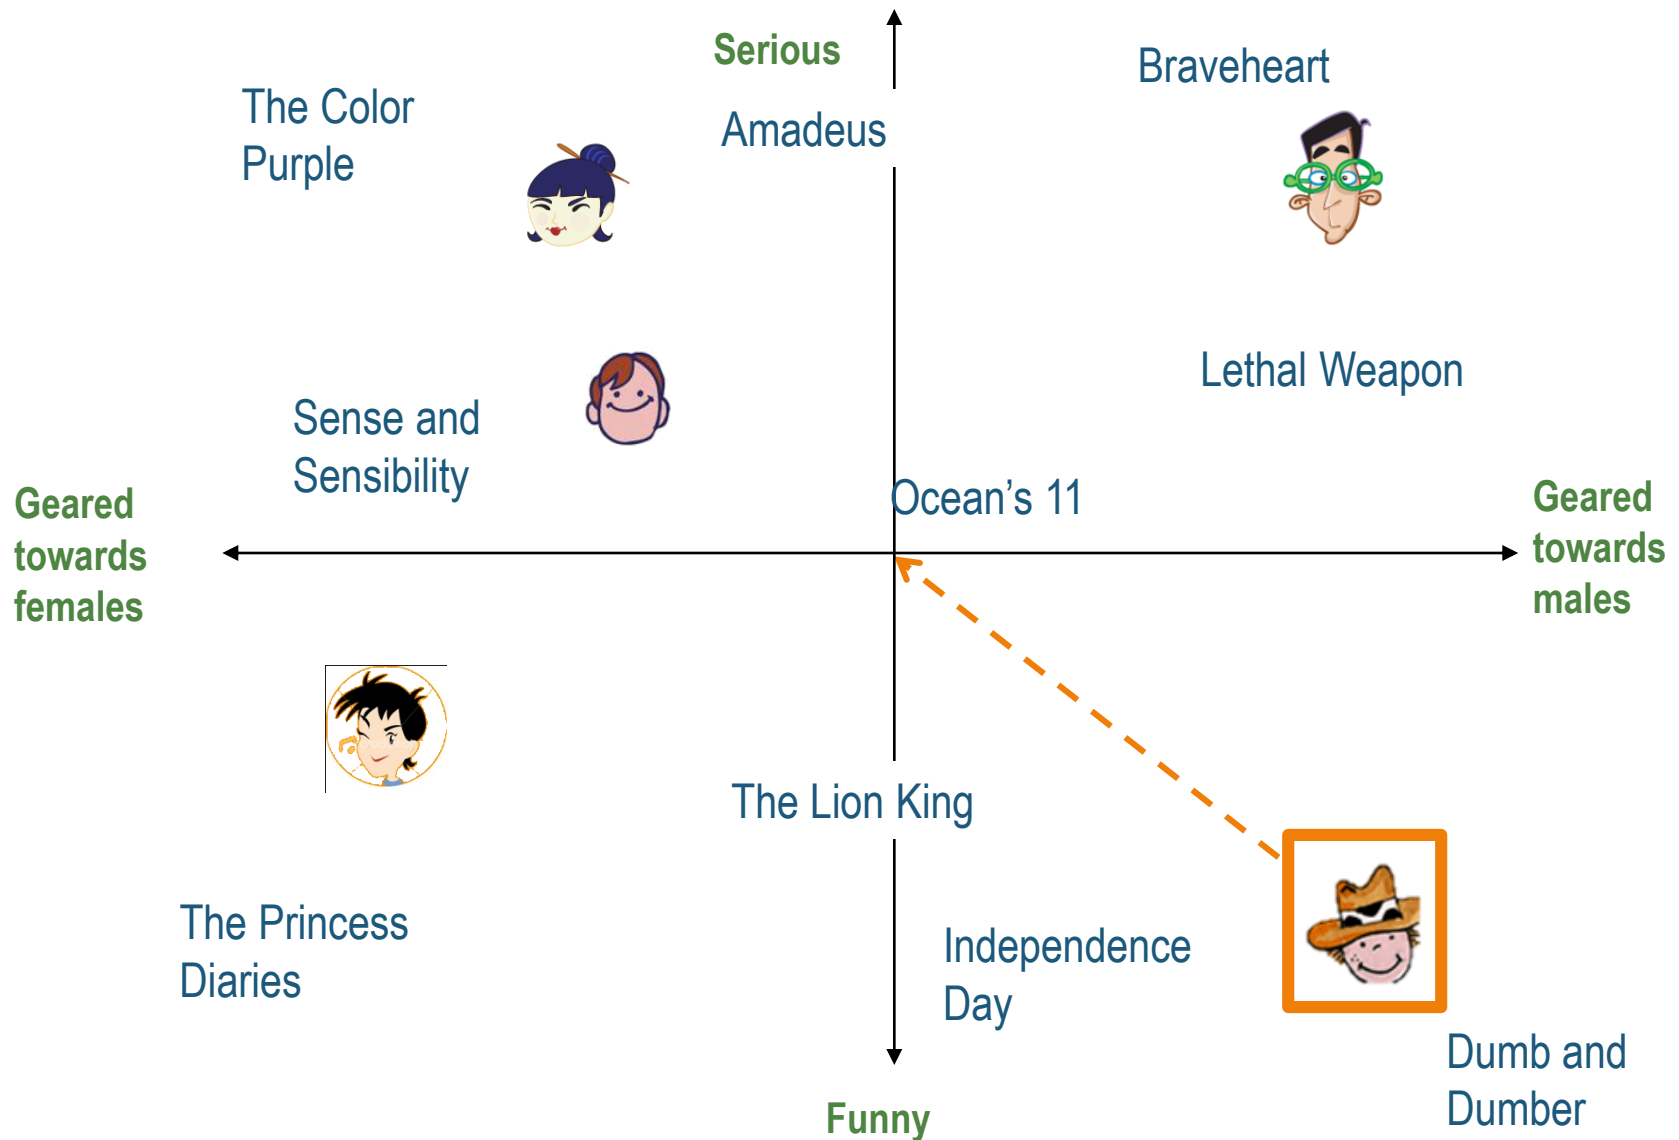 Serious
Braveheart
The Color
Purple
Amadeus
Lethal Weapon
Sense and
Sensibility
Ocean's 11
Geared
towards
females
Geared
towards
males
The Lion King
The Princess
Diaries
Independence
Day
Dumb and
Dumber
Funny